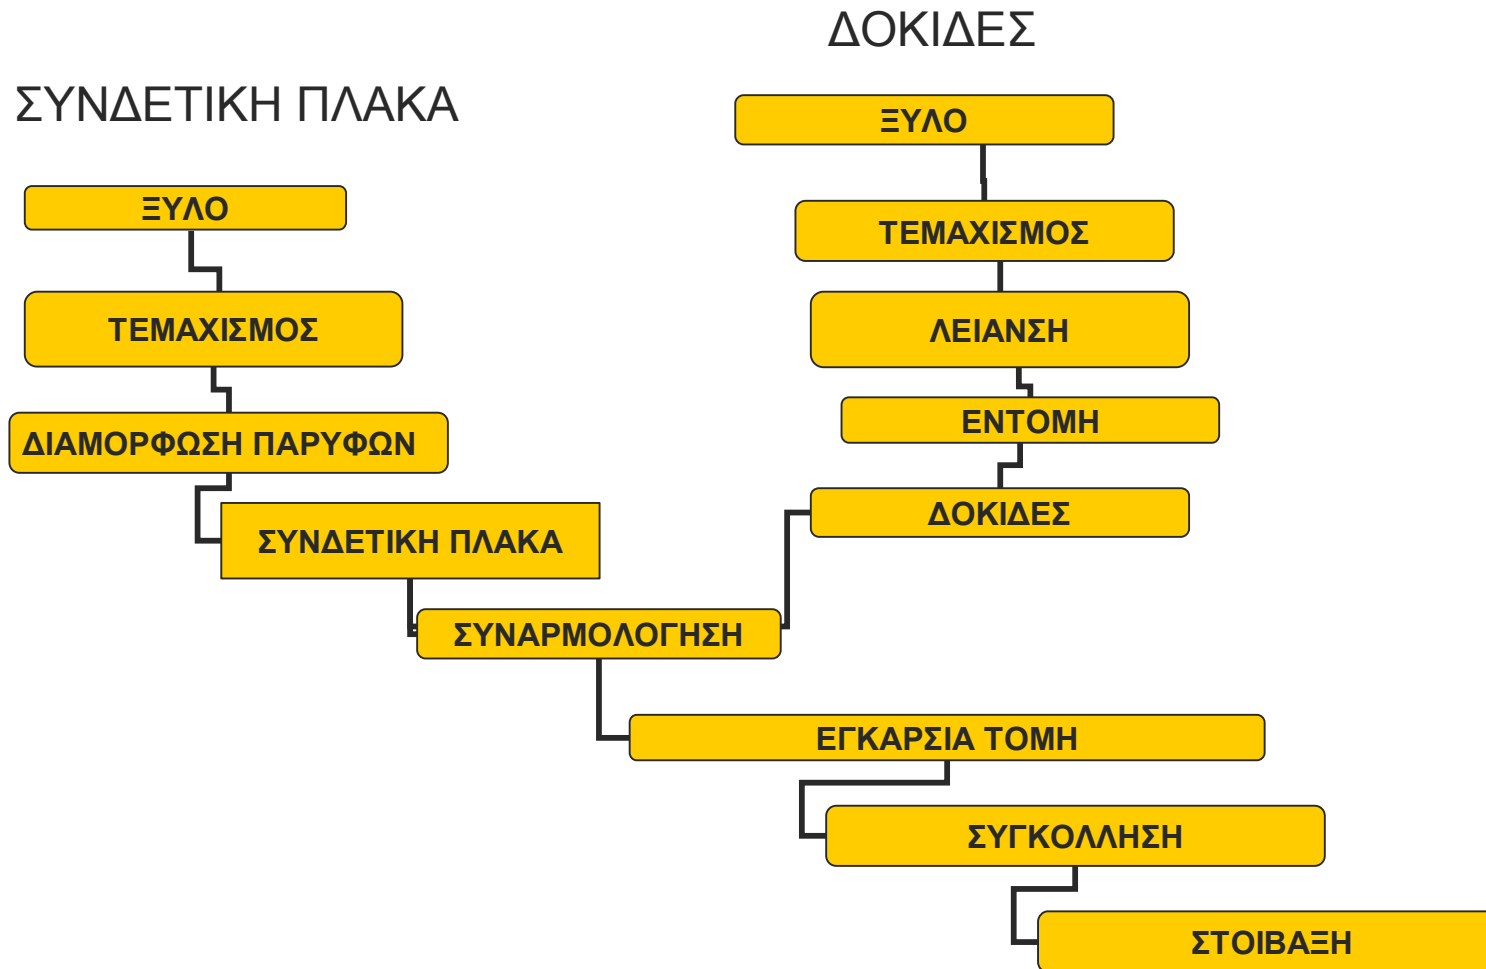 ΔΟΚΙΔΕΣ
ΣΥΝΔΕΤΙΚΗ ΠΛΑΚΑ
ΞΥΛΟ
ΞΥΛΟ
ΤΕΜΑΧΙΣΜΟΣ
ΤΕΜΑΧΙΣΜΟΣ
ΛΕΙΑΝΣΗ
ΕΝΤΟΜΗ
ΔΙΑΜΟΡΦΩΣΗ ΠΑΡΥΦΩΝ
ΔΟΚΙΔΕΣ
ΣΥΝΔΕΤΙΚΗ ΠΛΑΚΑ
ΣΥΝΑΡΜΟΛΟΓΗΣΗ
ΕΓΚΑΡΣΙΑ ΤΟΜΗ
ΣΥΓΚΟΛΛΗΣΗ
ΣΤΟΙΒΑΞΗ